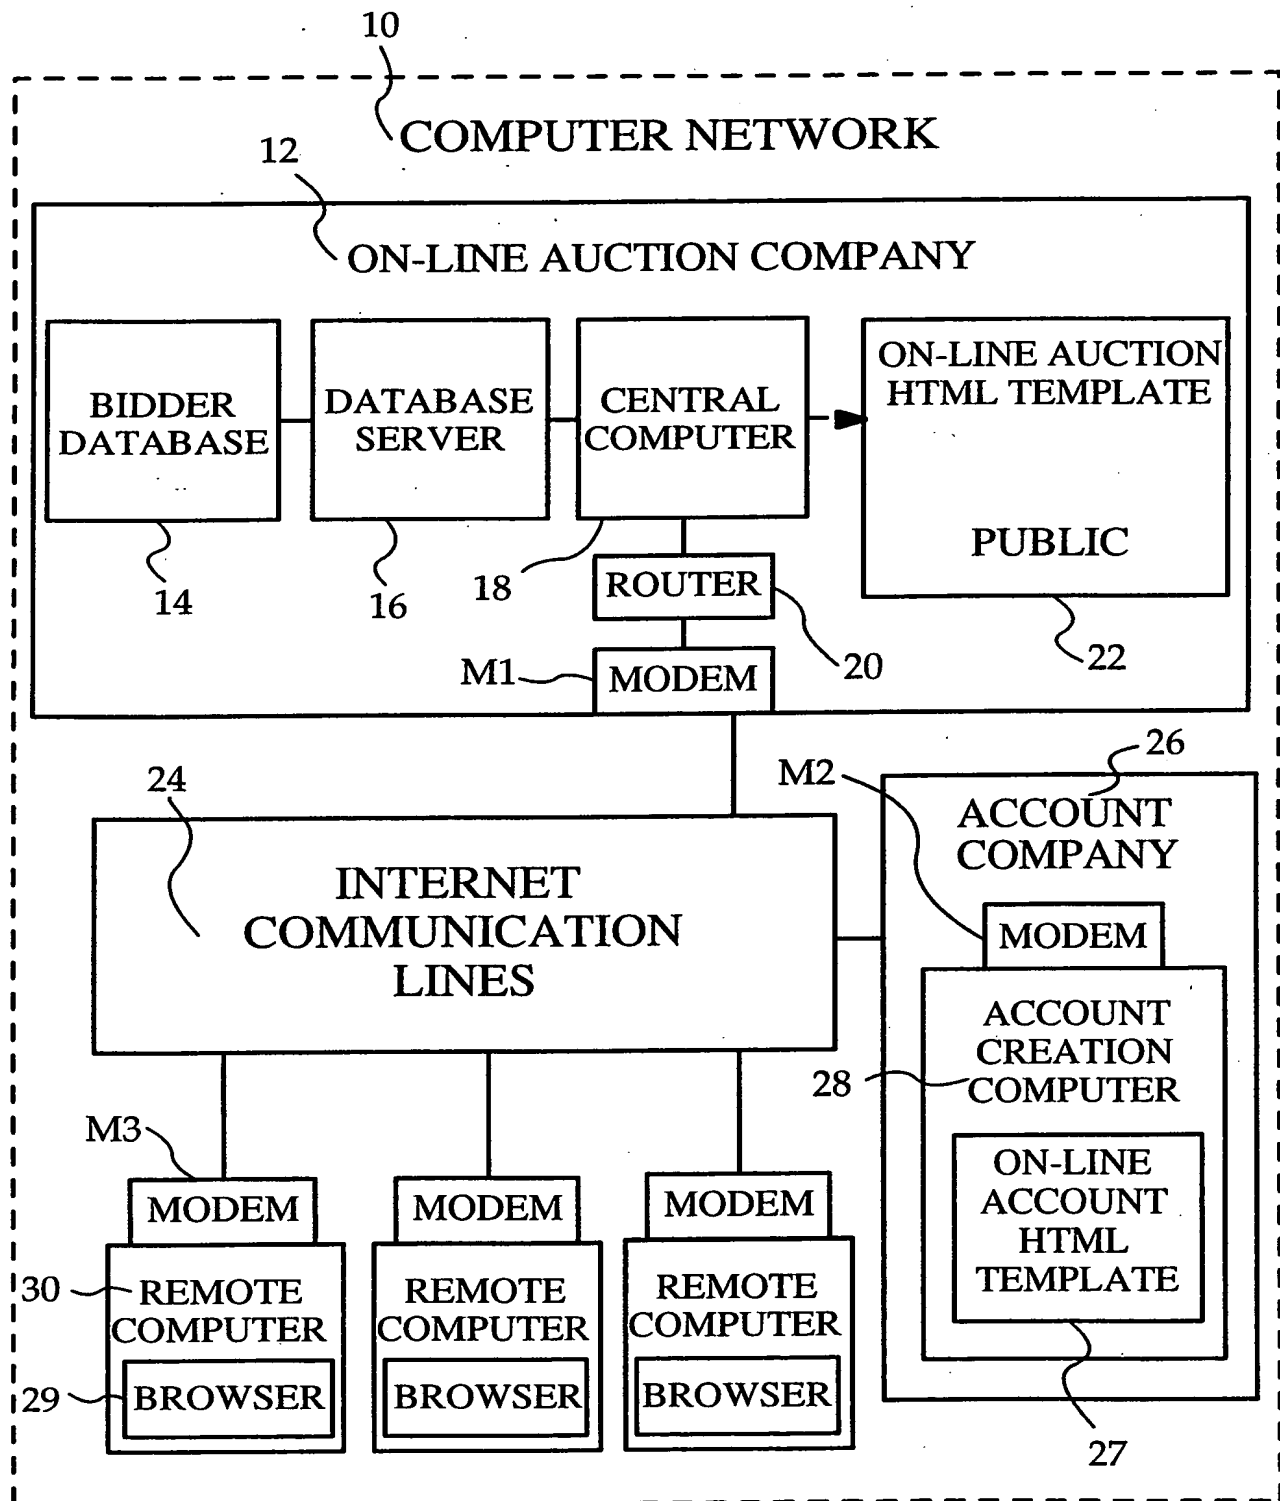 10
COMPUTER NETWORK
12
ON-LINE AUCTION COMPANY
BIDDER
DATABASE
DATABASE
SERVER
CENTRAL
COMPUTER
ON-LINE AUCTION
HTML TEMPLATE
PUBLIC
14
16
18
ROUTER
20
22
M1
MODEM
24
INTERNET
COMMUNICATION
LINES
M2
26
ACCOUNT
COMPANY
MODEM
ACCOUNT
CREATION
COMPUTER
28
ON-LINE
ACCOUNT
HTML
TEMPLATE
27
M3
MODEM
MODEM
MODEM
30
REMOTE
COMPUTER
REMOTE
COMPUTER
REMOTE
COMPUTER
29
BROWSER
BROWSER
BROWSER